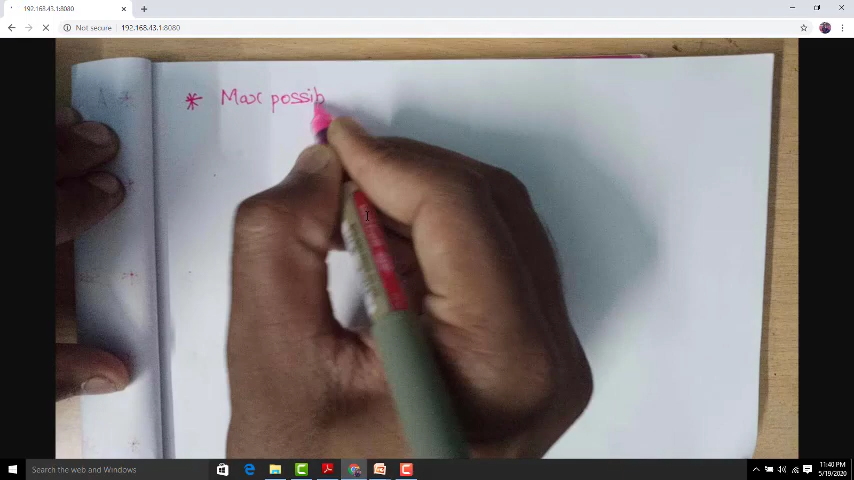 192.168.43.1:8080
Not secure 192.168.43.1:8080
* Max possib
Search the web and Windows
11:40 PM
5/19/2020